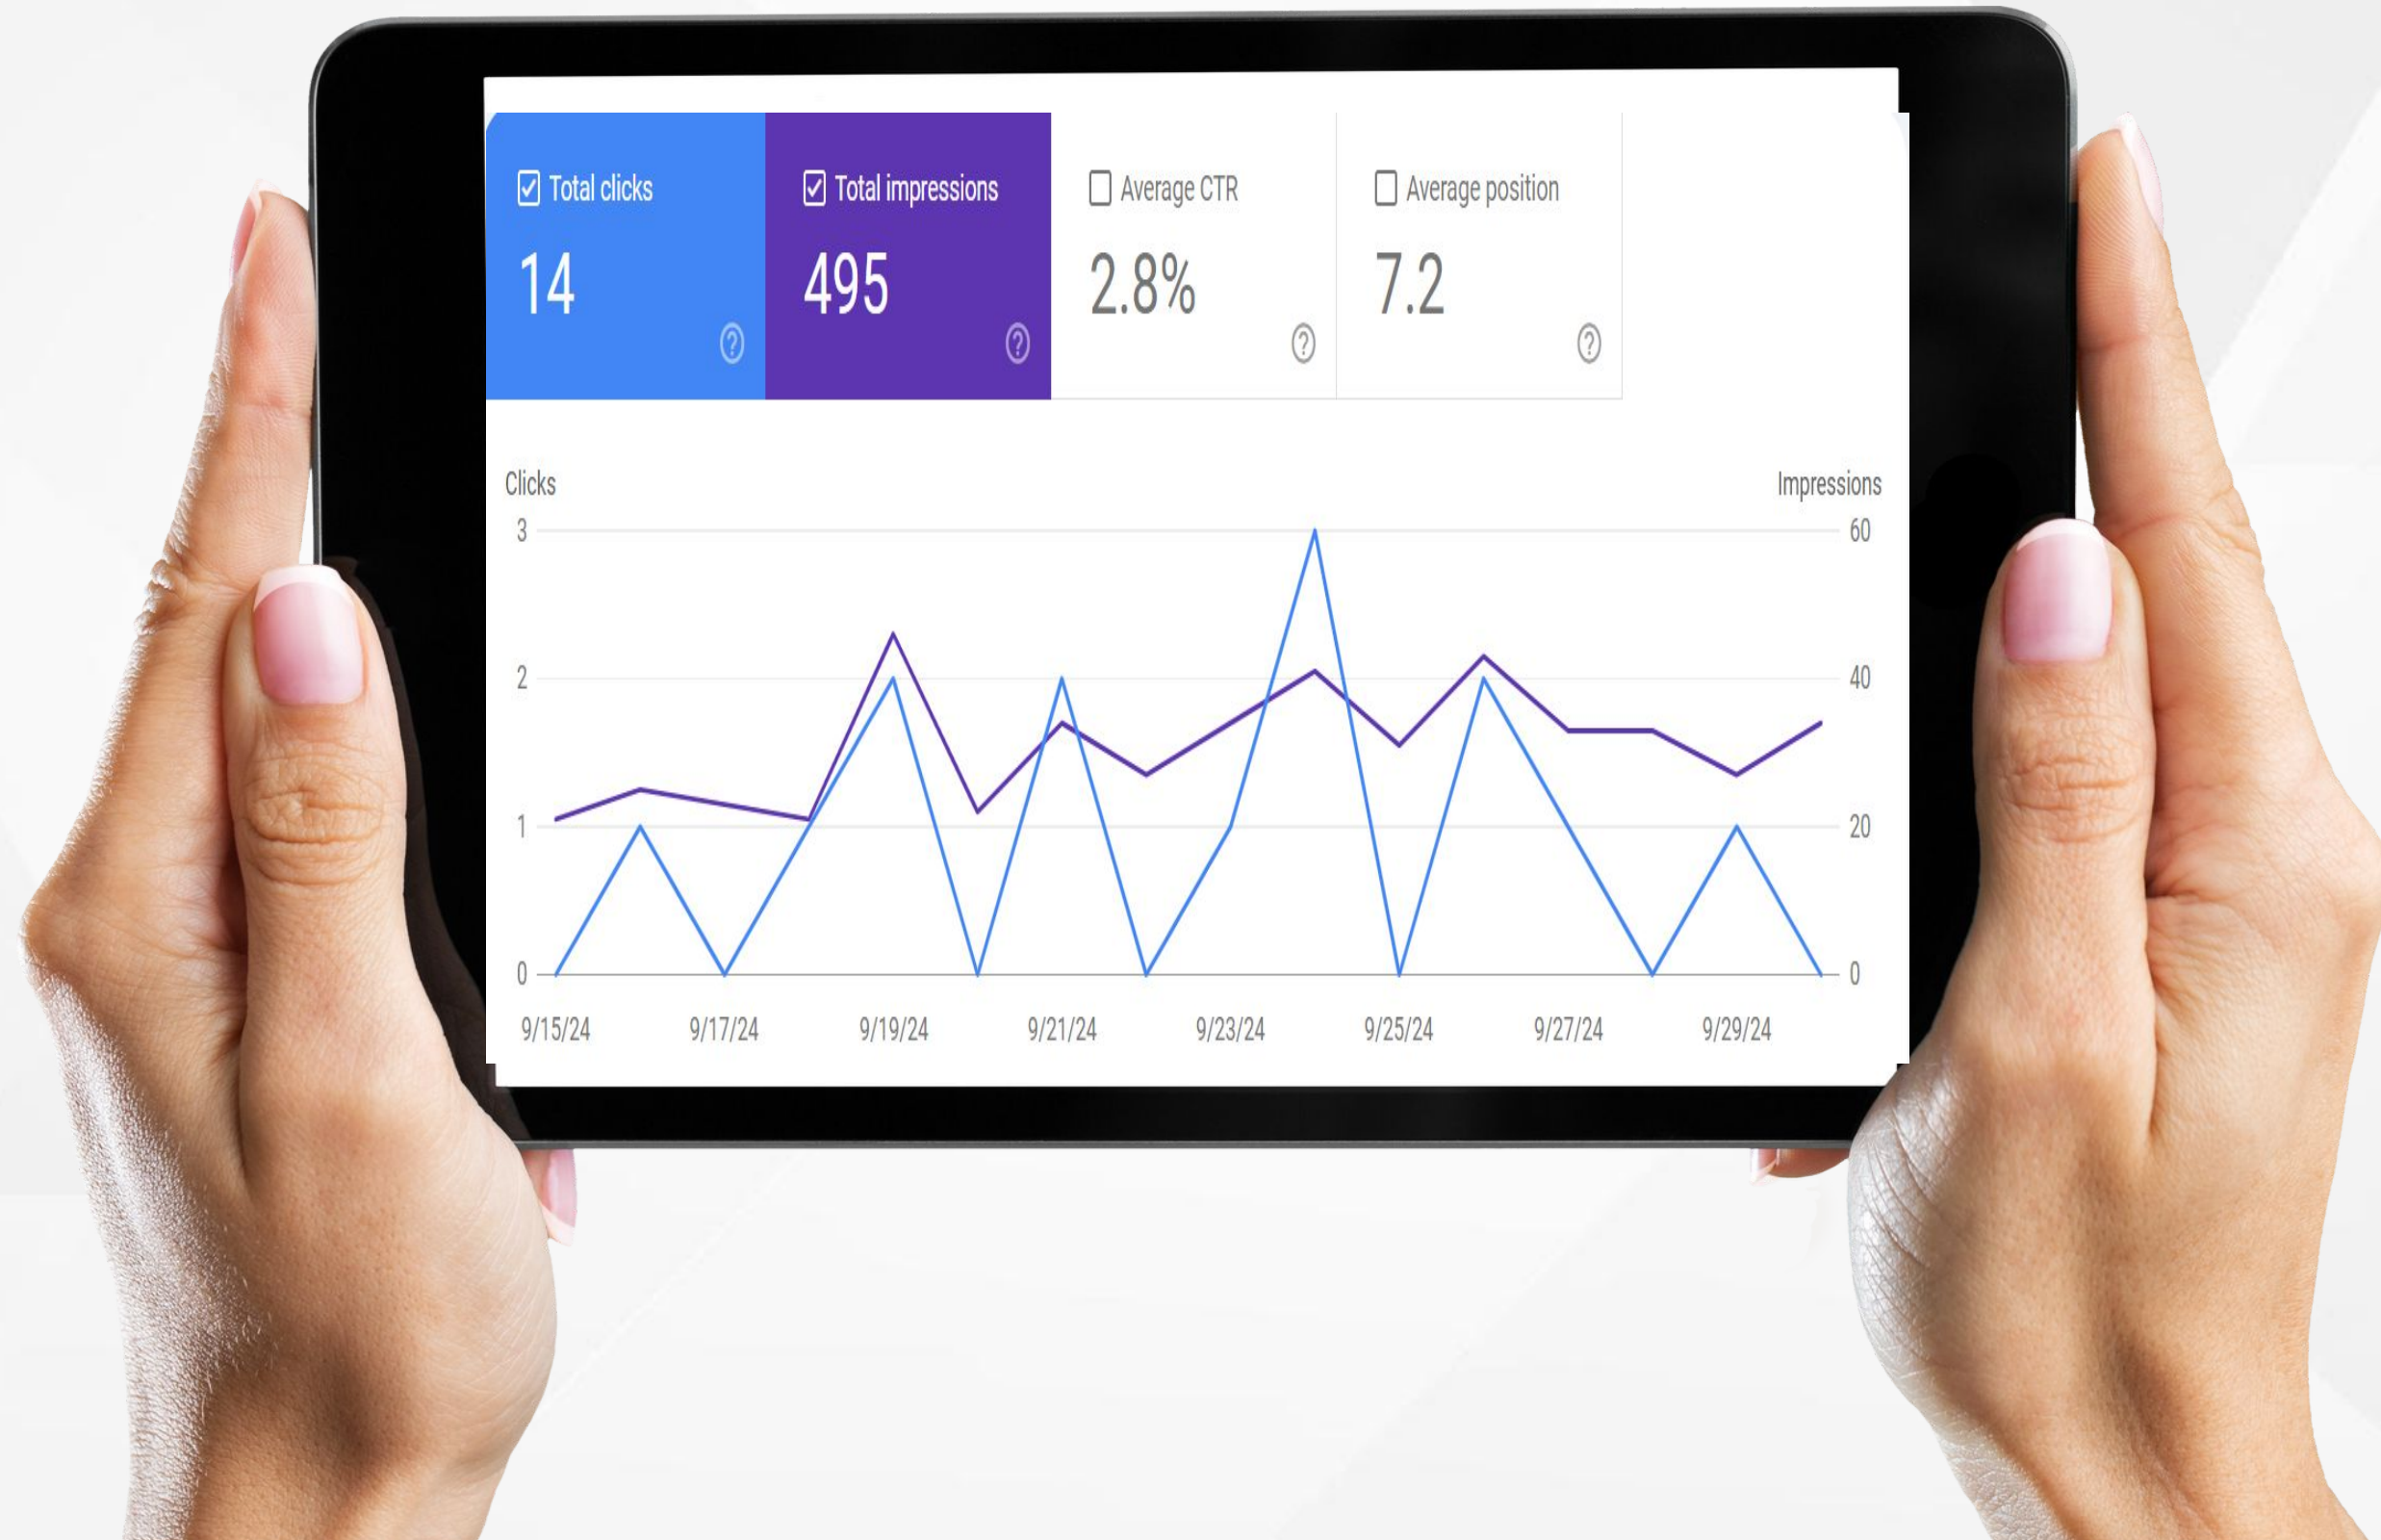 Total clicks
14
Total impressions
495
Average CTR
2.8%
Average position
7.2
Clicks
Impressions
3
60
2
40
1
20
0
0
9/15/24 9/17/24 9/19/24 9/21/24 9/23/24 9/25/24 9/27/24 9/29/24